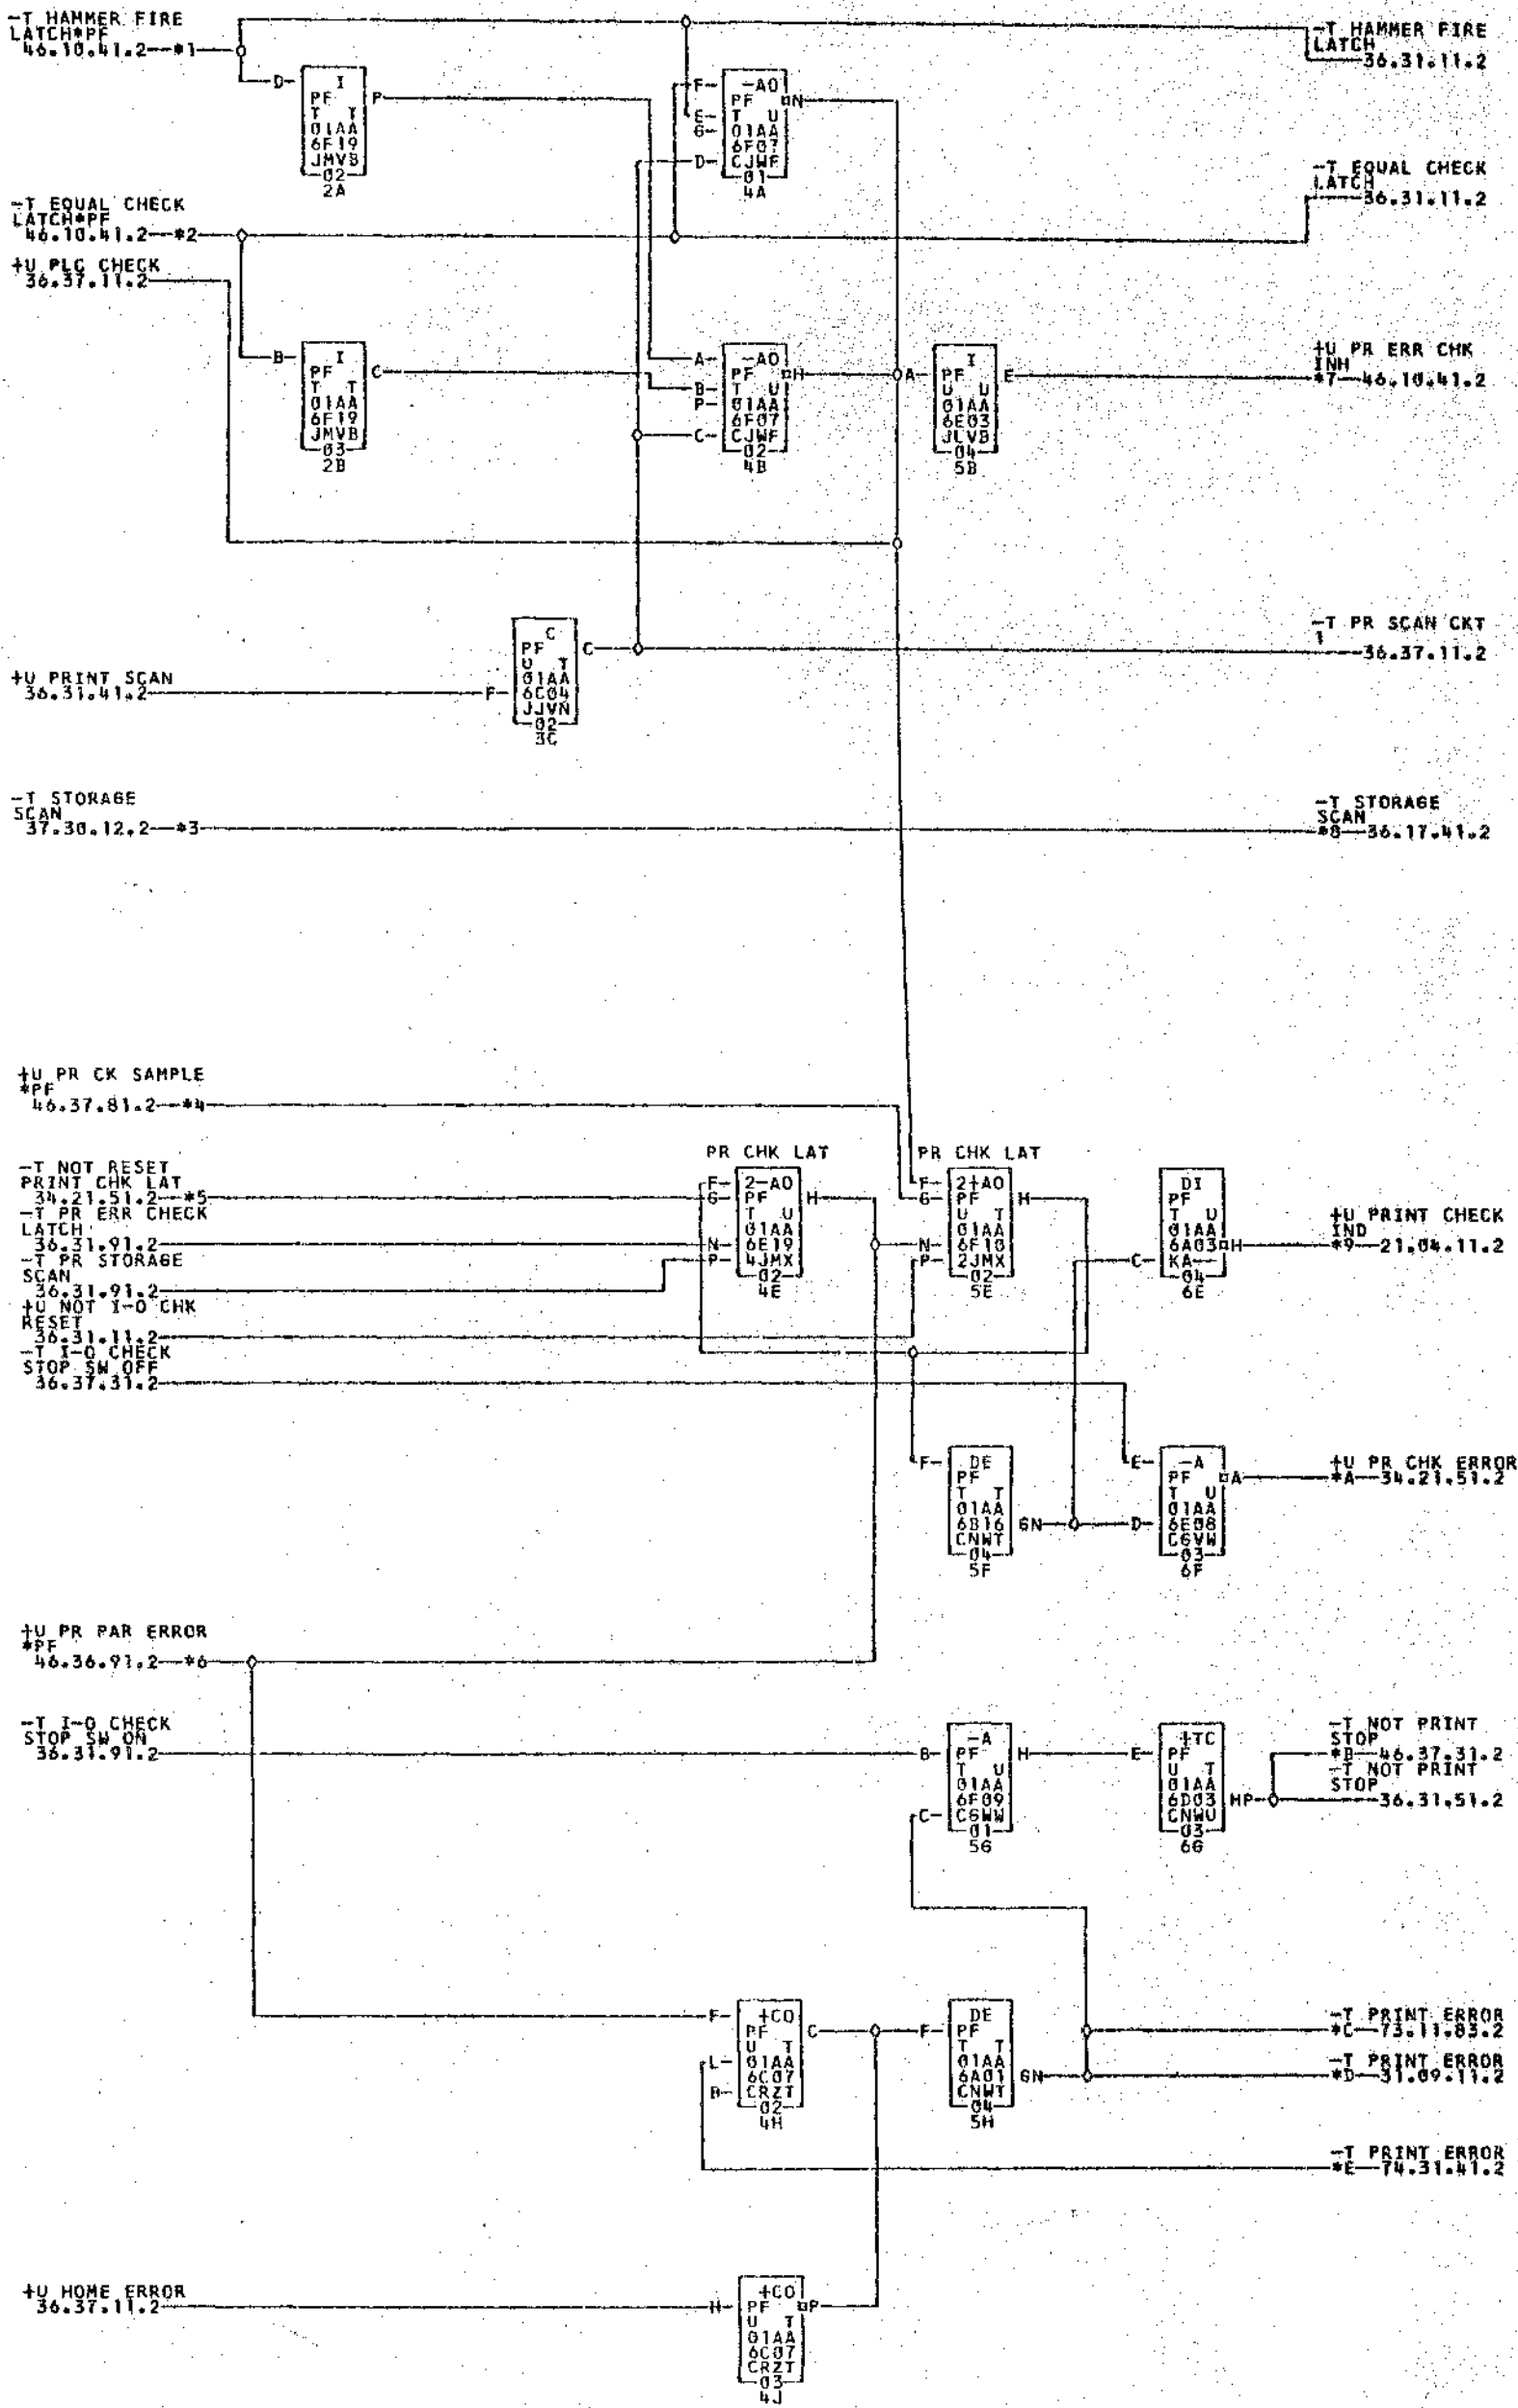 -T HAMMER FIRE
LATCH*PF
46.10.41.2--*1
-T HAMMER FIRE
LATCH
36.31.11.2
D- I
PF P
T T
01AA
6F19
JMVB
02
2A
F- -AO
PF N
E- T U
G- 01AA
6F07
D- CJWF
01
4A
-T EQUAL CHECK
LATCH
36.31.11.2
-T EQUAL CHECK
LATCH*PF
46.10.41.2--*2
+U PLC CHECK
36.37.11.2
B- I
PF C
T T
01AA
6F19
JMVB
03
2B
A- -AO
PF H
B- T U
P- 01AA
6F07
C- CJWF
02
4B
I
A- PF E
U U
01AA
6E03
JLVB
04
5B
+U PR ERR CHK
INH
*7--46.10.41.2
C
PF C
U T
01AA
F- 6C04
JJVN
02
3C
-T PR SCAN CKT
1
36.37.11.2
+U PRINT SCAN
36.31.41.2
-T STORAGE
SCAN
37.30.12.2--*3
-T STORAGE
SCAN
*8--36.17.41.2
+U PR CK SAMPLE
*PF
46.37.81.2--*4
-T NOT RESET
PRINT CHK LAT
34.21.51.2--*5
-T PR ERR CHECK
LATCH
36.31.91.2
-T PR STORAGE
SCAN
36.31.91.2
+U NOT I-O CHK
RESET
36.31.11.2
-T I-O CHECK
STOP SW OFF
36.37.31.2
PR CHK LAT
F- 2-AO
G- PF H
T U
01AA
N- 6E19
P- 4JMX
02
4E
PR CHK LAT
F- 2+AO
G- PF H
U T
01AA
N- 6F10
P- 2JMX
02
5E
DI
PF
T U
01AA
6A03 H
C- KA--
04
6E
+U PRINT CHECK
IND
*9--21.04.11.2
F- DE
PF
T T
01AA
6B16 GN
CNWT
04
5F
E- -A
PF A
T U
01AA
D- 6E08
CGVW
03
6F
+U PR CHK ERROR
*A--34.21.51.2
+U PR PAR ERROR
*PF
46.36.91.2--*6
-T I-O CHECK
STOP SW ON
36.31.91.2
-A
B- PF H
T U
01AA
6F09
C- CGWW
01
5G
+TC
E- PF
U T
01AA
6D03 HP
CNWU
03
6G
-T NOT PRINT
STOP
*B--46.37.31.2
-T NOT PRINT
STOP
36.31.51.2
F- +CO
PF C
U T
L- 01AA
6C07
B- CRZT
02
4H
DE
F- PF
T T
01AA
6A01 GN
CNWT
04
5H
-T PRINT ERROR
*C--73.11.83.2
-T PRINT ERROR
*D--31.09.11.2
-T PRINT ERROR
*E--74.31.41.2
+U HOME ERROR
36.37.11.2
+CO
H- PF P
U T
01AA
6C07
CRZT
03
4J